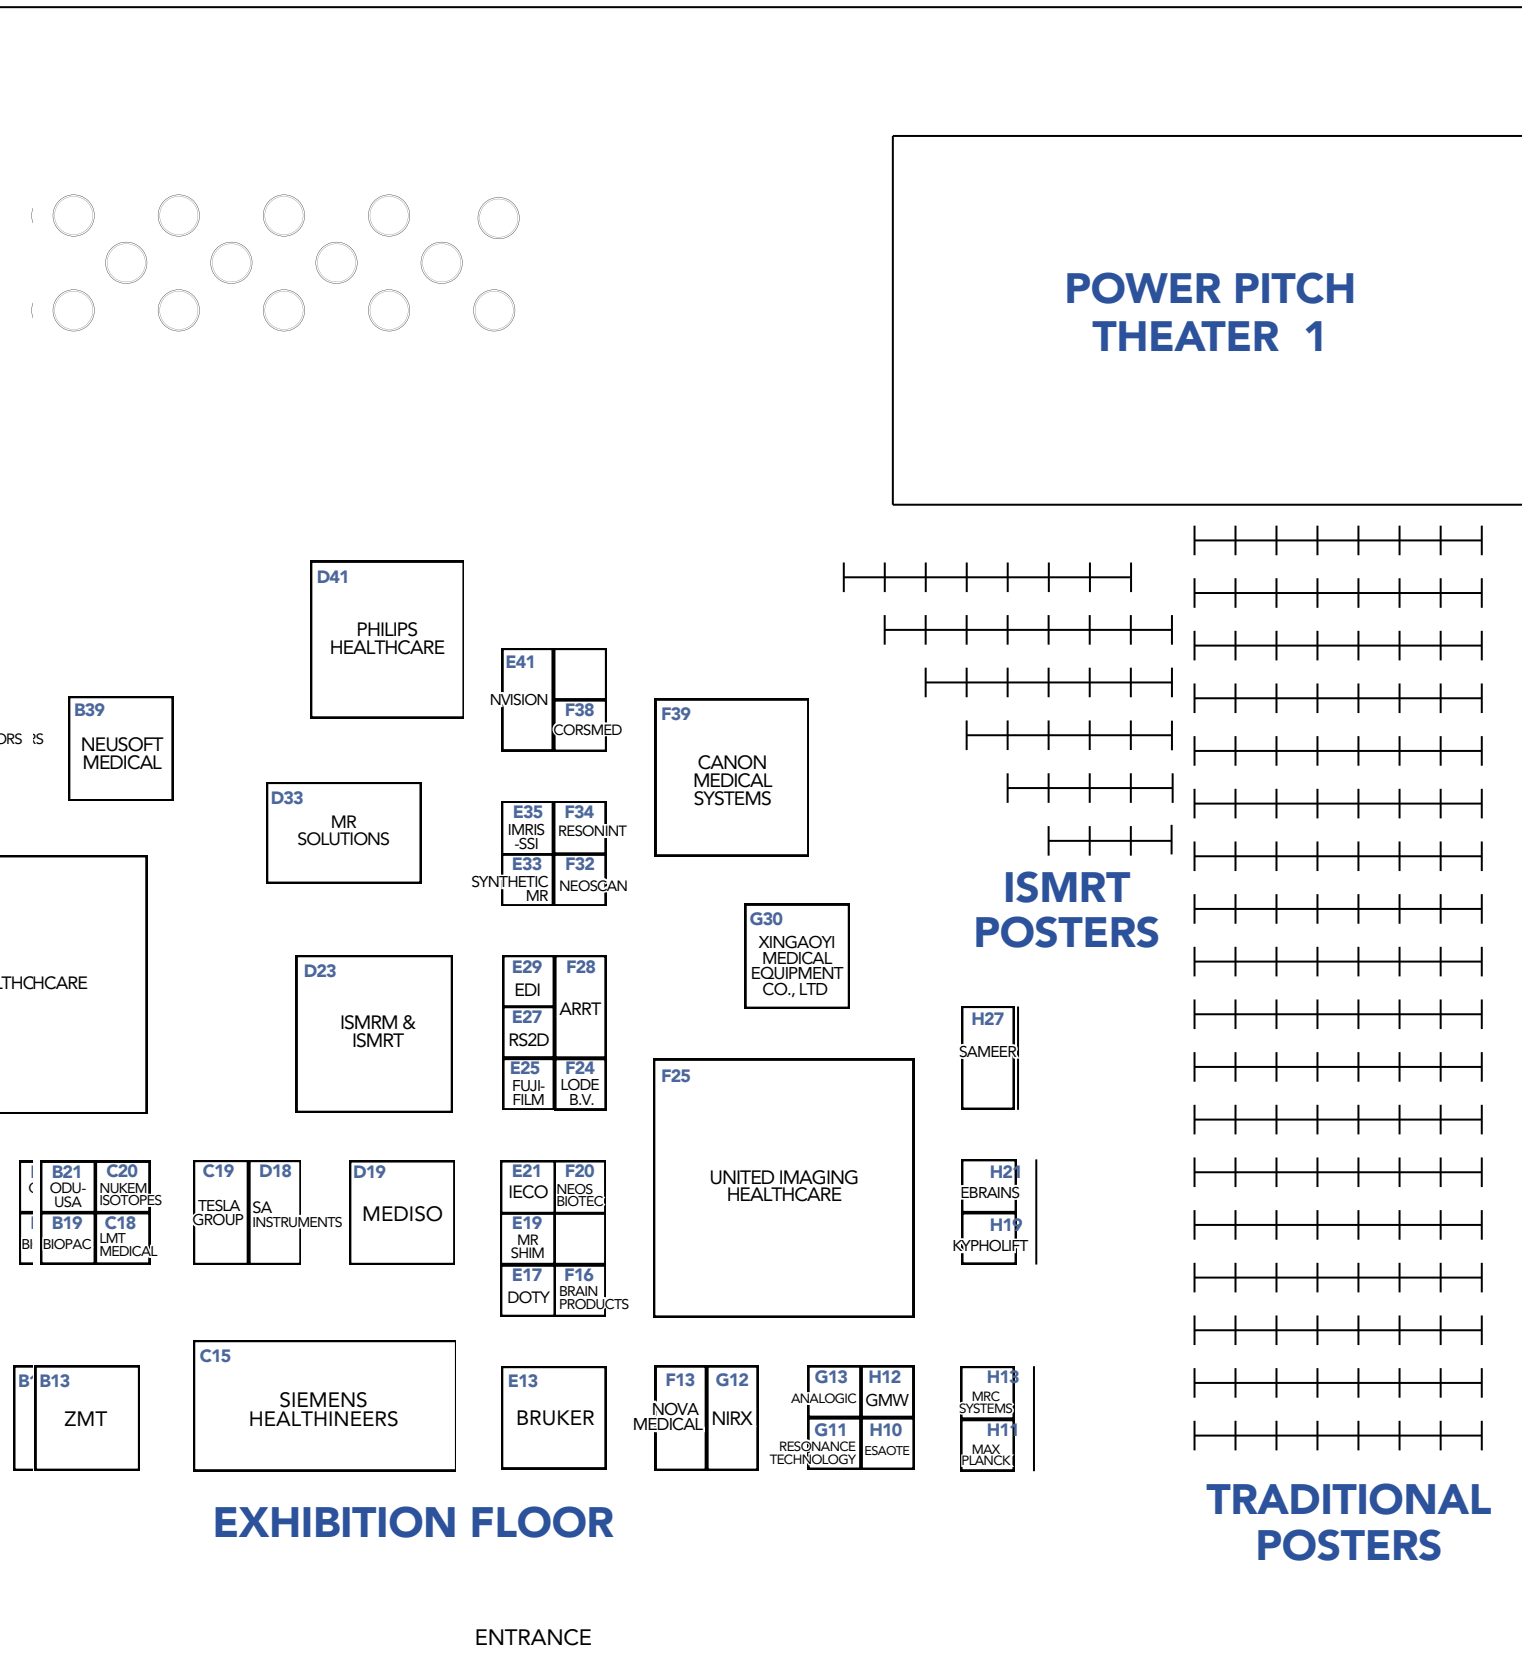 POWER PITCH
THEATER 1
D41
PHILIPS
HEALTHCARE
E41
NVISION
F38
CORSMED
B39
NEUSOFT
MEDICAL
F39
CANON
MEDICAL
SYSTEMS
D33
MR
SOLUTIONS
E35
IMRIS
-SSI
F34
RESONINT
E33
SYNTHETIC
MR
F32
NEOSCAN
ISMRT
POSTERS
G30
XINGAOYI
MEDICAL
EQUIPMENT
CO., LTD
HCARE
D23
ISMRM &
ISMRT
E29
EDI
F28
ARRT
E27
RS2D
E25
FUJI-
FILM
F24
LODE
B.V.
H27
SAMEER
F25
UNITED IMAGING
HEALTHCARE
B21
ODU-
USA
C20
NUKEM
ISOTOPES
B19
BIOPAC
C18
LMT
MEDICAL
C19
TESLA
GROUP
D18
SA
INSTRUMENTS
D19
MEDISO
E21
IECO
F20
NEOS
BIOTEC
E19
MR
SHIM
E17
DOTY
F16
BRAIN
PRODUCTS
H21
EBRAINS
H19
KYPHOLIFT
B13
ZMT
C15
SIEMENS
HEALTHINEERS
E13
BRUKER
F13
NOVA
MEDICAL
G12
NIRX
G13
ANALOGIC
H12
GMW
G11
RESONANCE
TECHNOLOGY
H10
ESAOTE
H13
MRC
SYSTEMS
H11
MAX
PLANCK
EXHIBITION FLOOR
TRADITIONAL
POSTERS
ENTRANCE